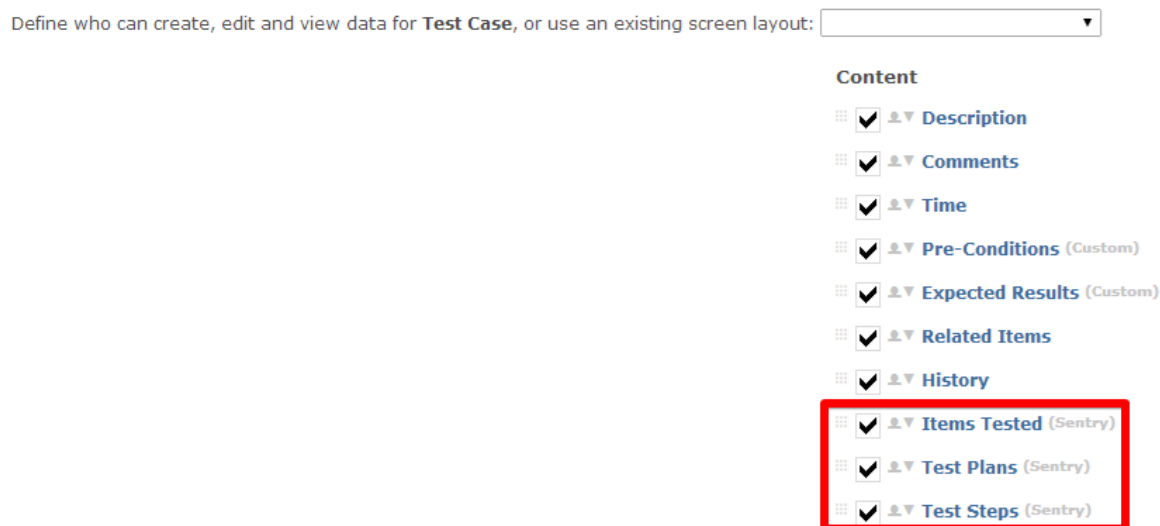 Define who can create, edit and view data for Test Case, or use an existing screen layout:
Content
Description
Comments
Time
Pre-Conditions (Custom)
Expected Results (Custom)
Related Items
History
Items Tested (Sentry)
Test Plans (Sentry)
Test Steps (Sentry)